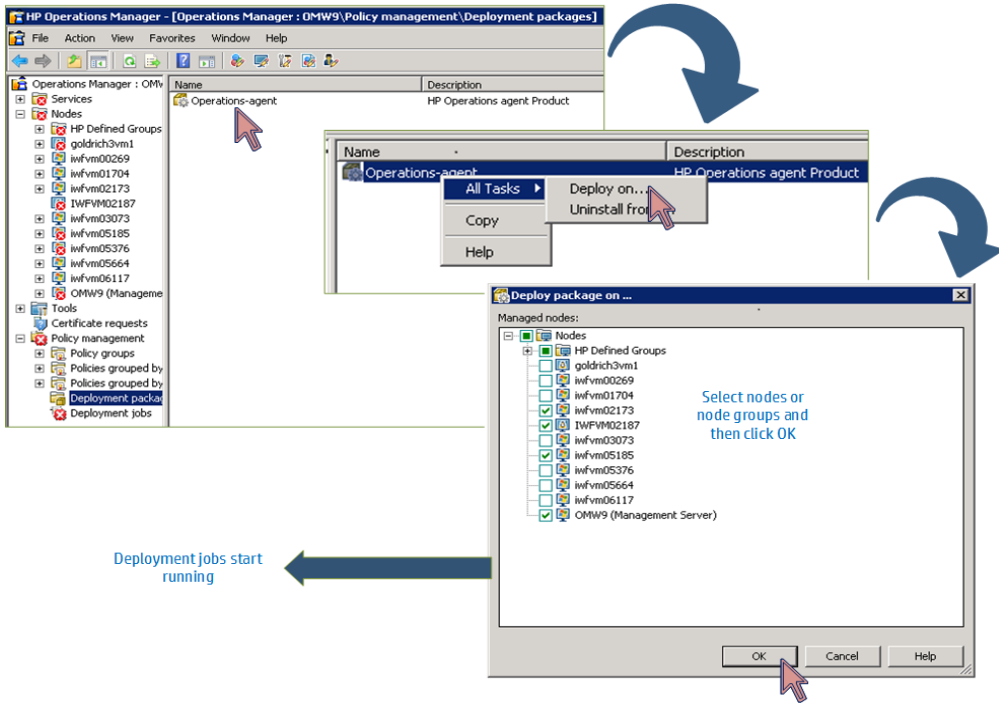 HP Operations Manager - [Operations Manager : OMW9\Policy management\Deployment packages]
File Action View Favorites Window Help
Operations Manager : OMW
Services
Nodes
HP Defined Groups
goldrich3vm1
iwfvm00269
iwfvm01704
iwfvm02173
IWFVM02187
iwfvm03073
iwfvm05185
iwfvm05376
iwfvm05664
iwfvm06117
OMW9 (Manageme
Tools
Certificate requests
Policy management
Policy groups
Policies grouped by
Policies grouped by
Deployment packa
Deployment jobs
Name Description
Operations-agent HP Operations agent Product
Name Description
Operations-agent HP Operations agent Product
All Tasks
Copy
Help
Deploy on...
Uninstall fro
Deploy package on ...
Managed nodes:
Nodes
HP Defined Groups
goldrich3vm1
iwfvm00269
iwfvm01704
iwfvm02173
IWFVM02187
iwfvm03073
iwfvm05185
iwfvm05376
iwfvm05664
iwfvm06117
OMW9 (Management Server)
Select nodes or
node groups and
then click OK
OK Cancel Help
Deployment jobs start
running